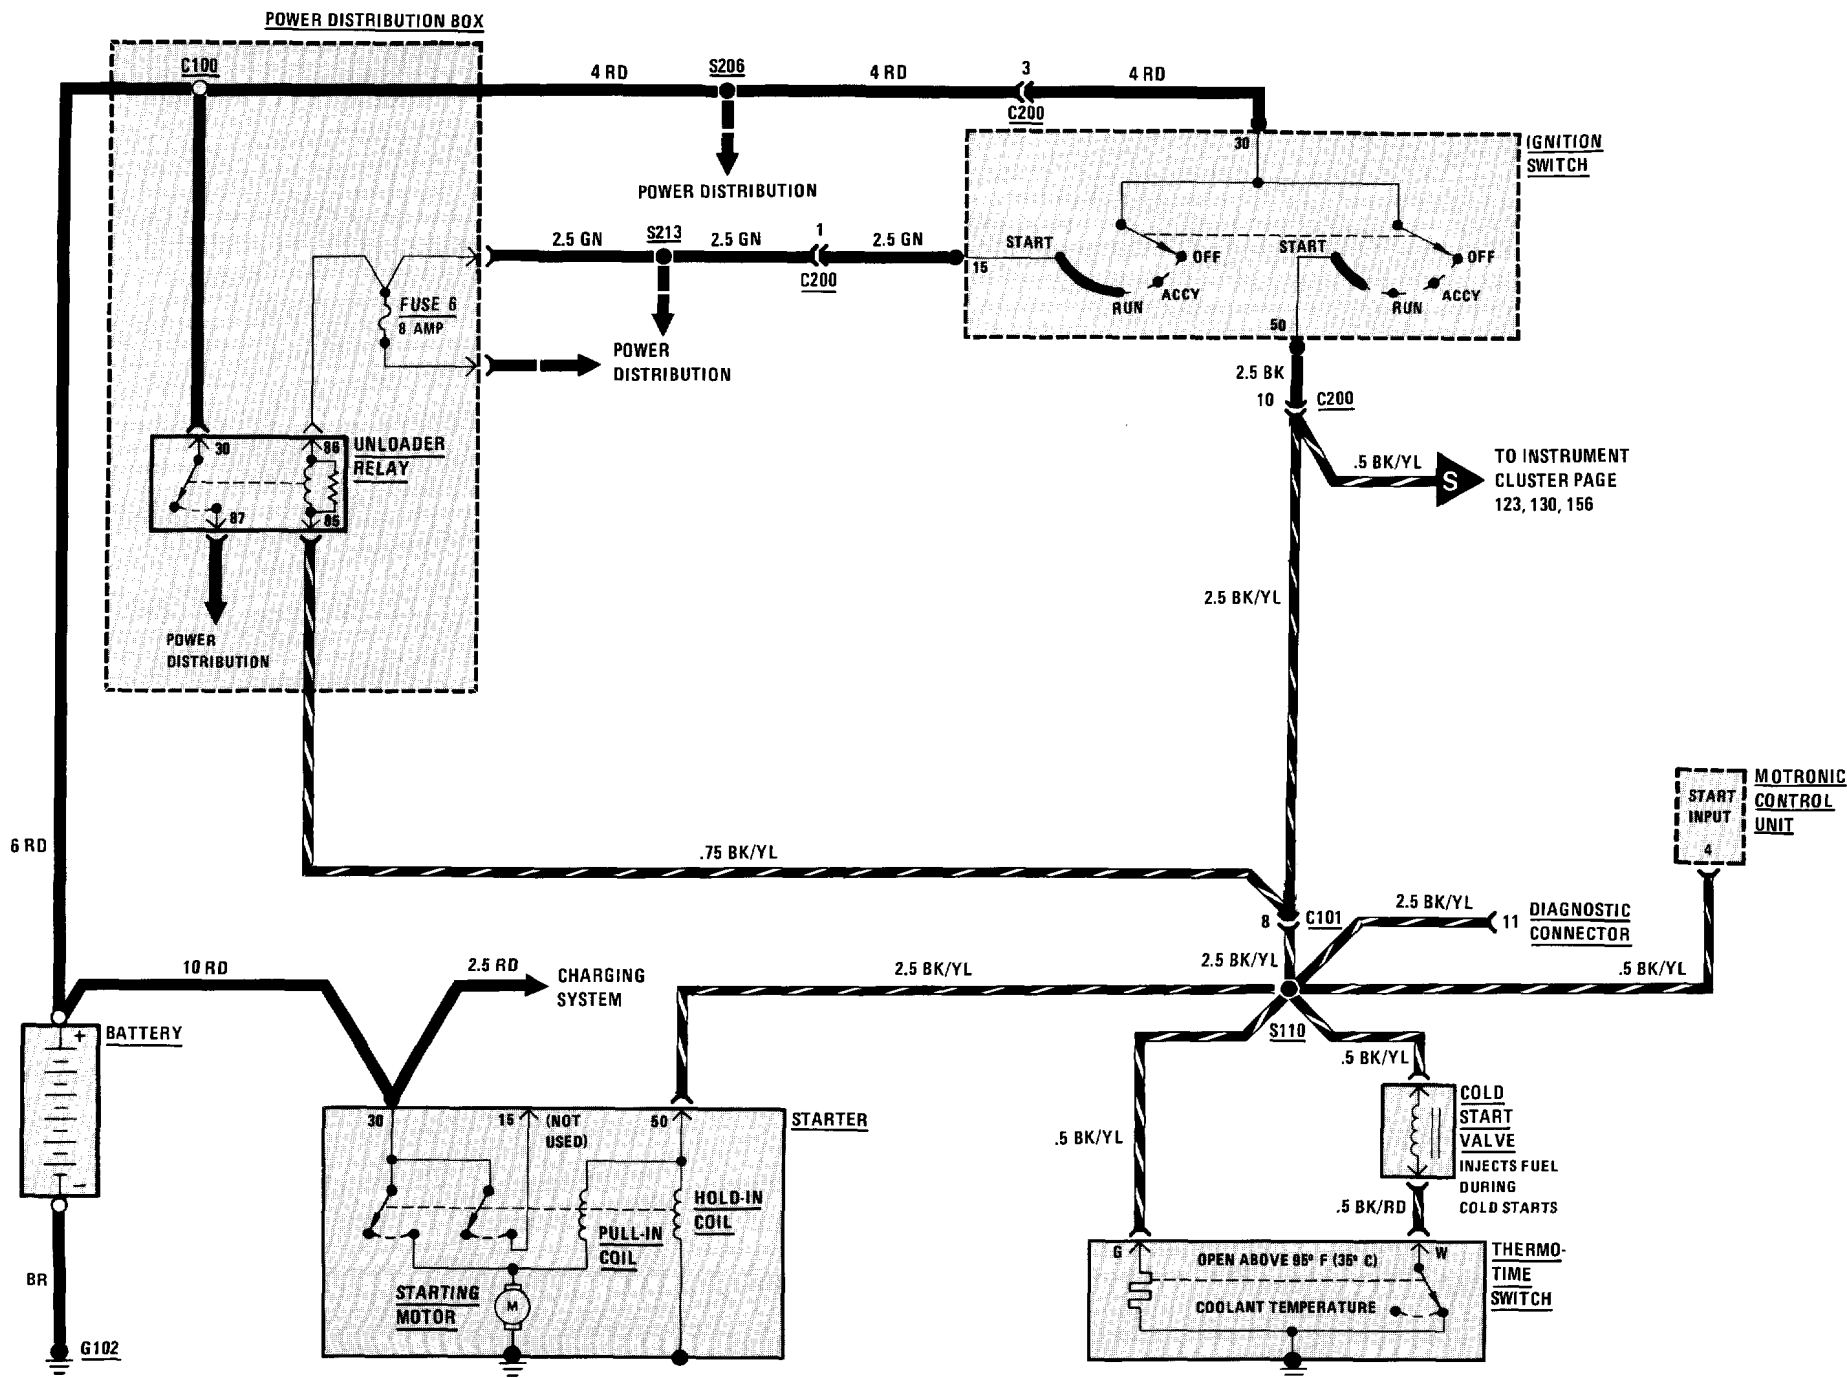 POWER DISTRIBUTION BOX
C100
4 RD
S206
4 RD
3
4 RD
C200
30
IGNITION
SWITCH
POWER DISTRIBUTION
2.5 GN
S213
2.5 GN
1
2.5 GN
C200
15
START
OFF
ACCY
RUN
START
OFF
ACCY
RUN
50
FUSE 6
8 AMP
POWER
DISTRIBUTION
2.5 BK
10
C200
30
86
UNLOADER
RELAY
87
85
.5 BK/YL
S
TO INSTRUMENT
CLUSTER PAGE
123, 130, 156
2.5 BK/YL
POWER
DISTRIBUTION
MOTRONIC
CONTROL
UNIT
START
INPUT
4
6 RD
.75 BK/YL
8
C101
2.5 BK/YL
11
DIAGNOSTIC
CONNECTOR
10 RD
2.5 RD
CHARGING
SYSTEM
2.5 BK/YL
2.5 BK/YL
.5 BK/YL
S110
+
BATTERY
-
.5 BK/YL
COLD
START
VALVE
INJECTS FUEL
DURING
COLD STARTS
30
15
(NOT
USED)
50
STARTER
.5 BK/YL
HOLD-IN
COIL
PULL-IN
COIL
.5 BK/RD
G
OPEN ABOVE 95° F (35° C)
W
THERMO-
TIME
SWITCH
BR
STARTING
MOTOR
M
COOLANT TEMPERATURE
G102